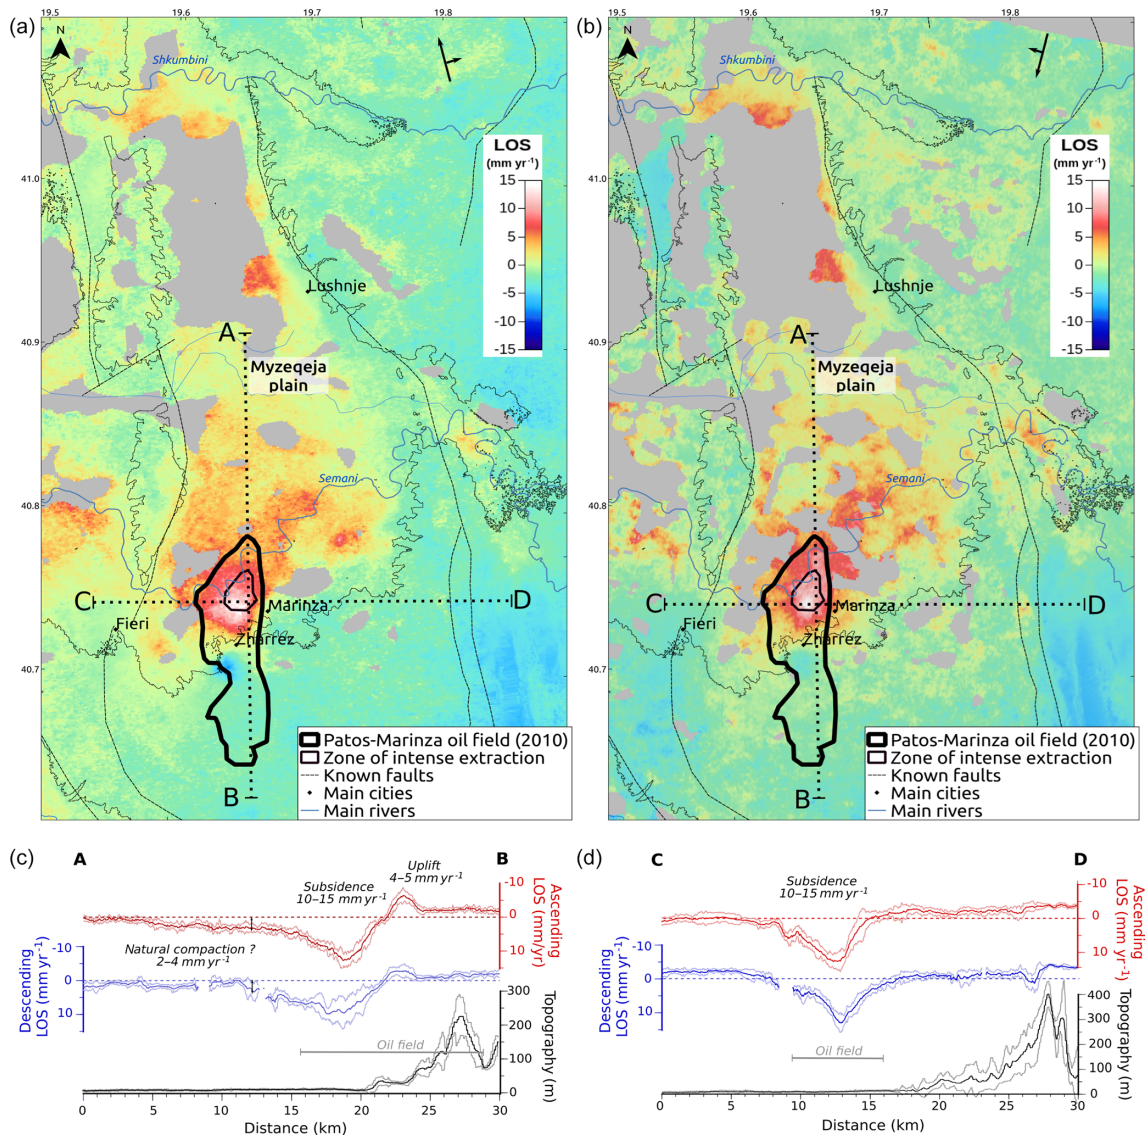 (a)
19.5
19.6
19.7
19.8
N
Shkumbini
LOS
(mm yr-1)
15
10
5
0
-5
-10
-15
41.0
Lushnje
40.9
A
Myzeqeja
plain
40.8
Semani
C
D
Marinza
Fieri
Zharrez
40.7
B
Patos-Marinza oil field (2010)
Zone of intense extraction
Known faults
Main cities
Main rivers
(b)
19.5
19.6
19.7
19.8
N
Shkumbini
LOS
(mm yr-1)
15
10
5
0
-5
-10
-15
41.0
Lushnje
40.9
A
Myzeqeja
plain
40.8
Semani
C
D
Marinza
Fieri
Zharrez
40.7
B
Patos-Marinza oil field (2010)
Zone of intense extraction
Known faults
Main cities
Main rivers
(c)
A
B
Uplift
4–5 mm yr-1
Subsidence
10–15 mm yr-1
Natural compaction ?
2–4 mm yr-1
-10
0
10
Ascending
LOS (mm/yr)
-10
0
10
Descending
LOS (mm yr-1)
300
200
100
0
Topography (m)
Oil field
0
5
10
15
20
25
30
Distance (km)
(d)
C
D
Subsidence
10–15 mm yr-1
-10
0
10
Ascending
LOS (mm yr-1)
-10
0
10
Descending
LOS (mm yr-1)
400
300
200
100
0
Topography (m)
Oil field
0
5
10
15
20
25
30
Distance (km)